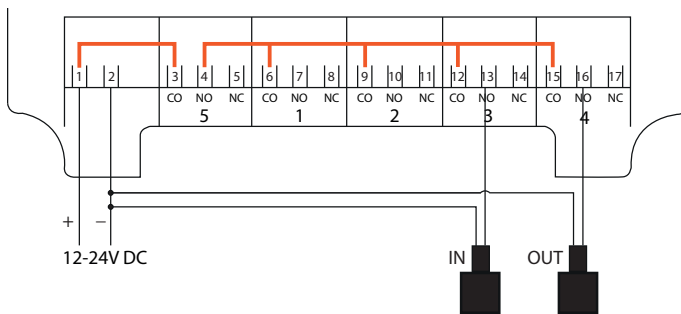 1 2 3 4 5 6 7 8 9 10 11 12 13 14 15 16 17
CO NO NC CO NO NC CO NO NC CO NO NC CO NO NC
5 1 2 3 4
+ −
12-24V DC IN OUT